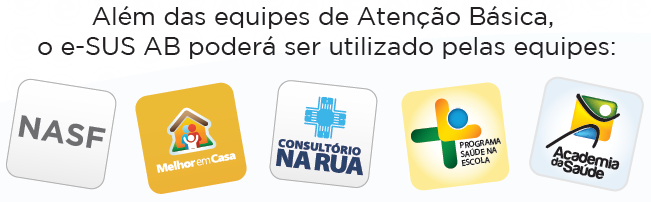 Além das equipes de Atenção Básica,
o e-SUS AB poderá ser utilizado pelas equipes:
NASF
Melhor em Casa
CONSULTÓRIO
NA RUA
PROGRAMA
SAÚDE NA
ESCOLA
Academia
da Saúde